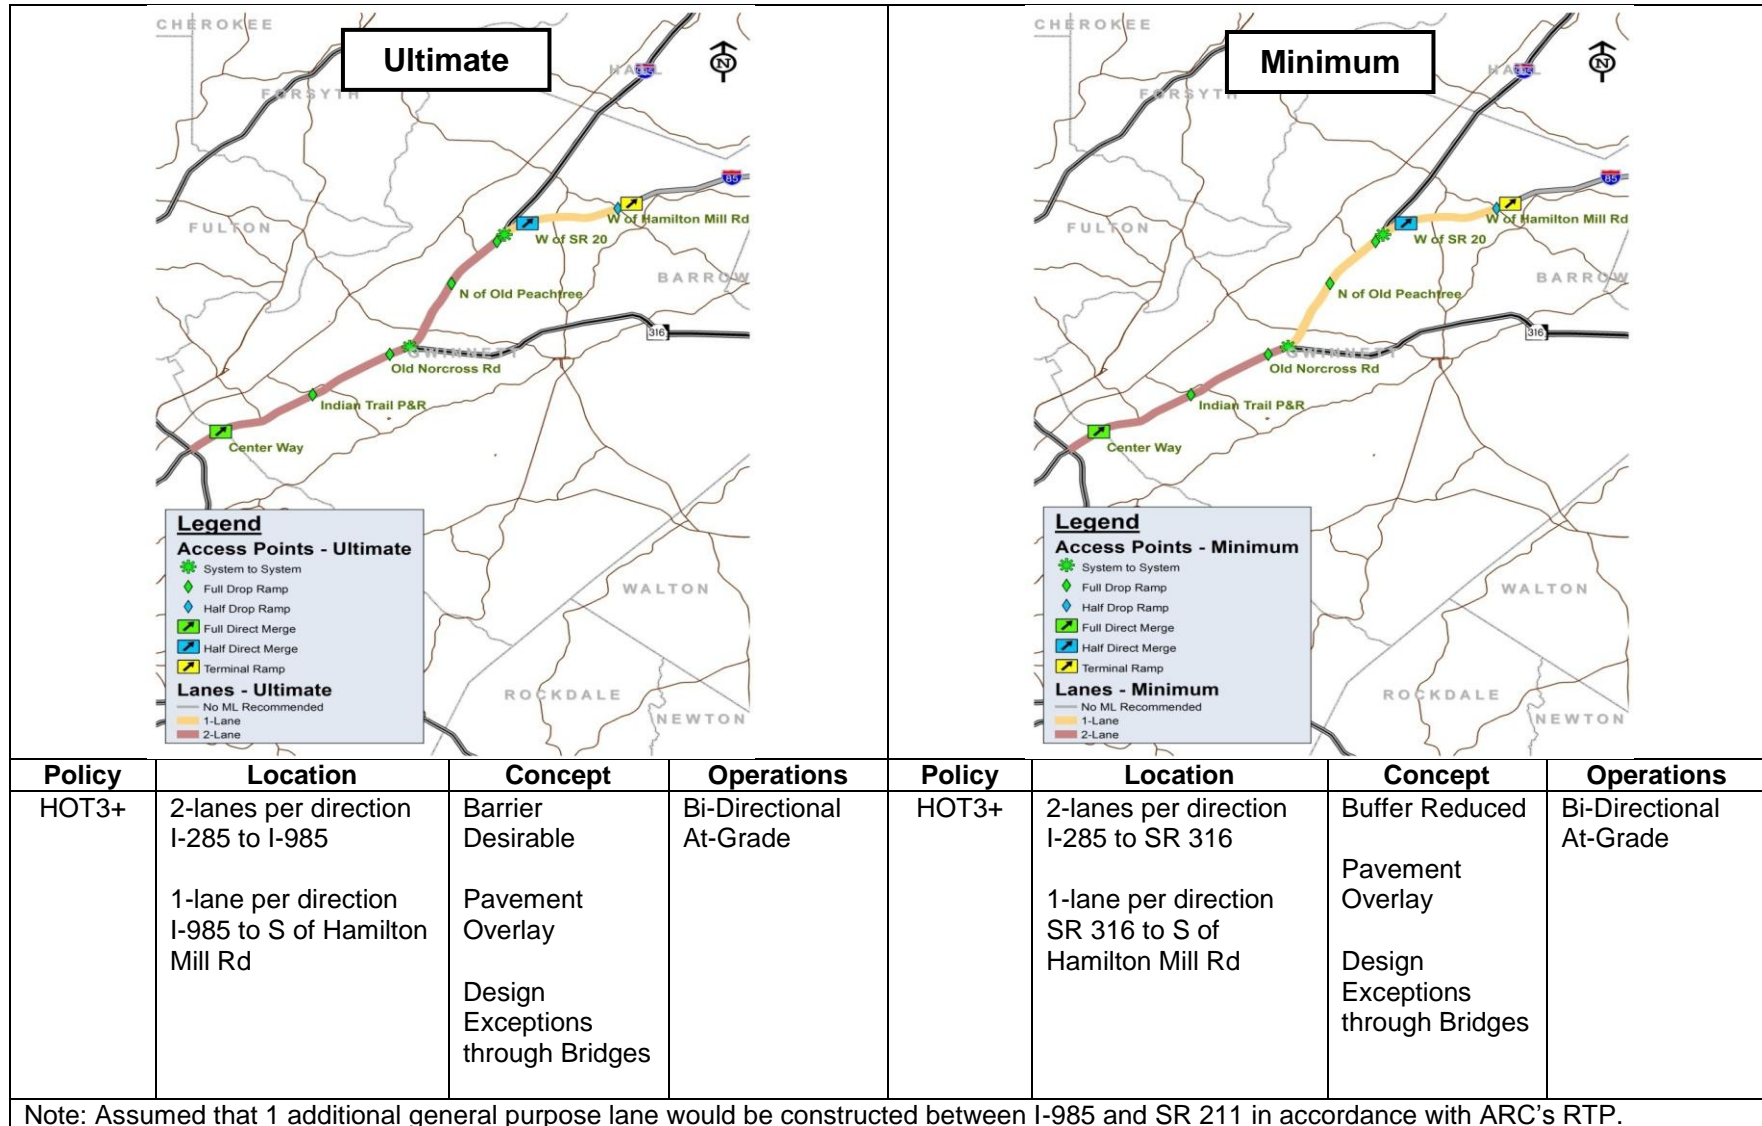 Ultimate
CHEROKEE
FORSYTH
FULTON
BARROW
85
W of Hamilton Mill Rd
W of SR 20
N of Old Peachtree
316
GWINNETT
Old Norcross Rd
Indian Trail P&R
Center Way
WALTON
ROCKDALE
NEWTON
Legend
Access Points - Ultimate
System to System
Full Drop Ramp
Half Drop Ramp
Full Direct Merge
Half Direct Merge
Terminal Ramp
Lanes - Ultimate
No ML Recommended
1-Lane
2-Lane
N
Minimum
CHEROKEE
FORSYTH
FULTON
BARROW
85
W of Hamilton Mill Rd
W of SR 20
N of Old Peachtree
316
GWINNETT
Old Norcross Rd
Indian Trail P&R
Center Way
WALTON
ROCKDALE
NEWTON
Legend
Access Points - Minimum
System to System
Full Drop Ramp
Half Drop Ramp
Full Direct Merge
Half Direct Merge
Terminal Ramp
Lanes - Minimum
No ML Recommended
1-Lane
2-Lane
N
Policy Location Concept Operations Policy Location Concept Operations
HOT3+
2-lanes per direction
I-285 to I-985
1-lane per direction
I-985 to S of Hamilton
Mill Rd
Barrier
Desirable
Pavement
Overlay
Design
Exceptions
through Bridges
Bi-Directional
At-Grade
HOT3+
2-lanes per direction
I-285 to SR 316
1-lane per direction
SR 316 to S of
Hamilton Mill Rd
Buffer Reduced
Pavement
Overlay
Design
Exceptions
through Bridges
Bi-Directional
At-Grade
Note: Assumed that 1 additional general purpose lane would be constructed between I-985 and SR 211 in accordance with ARC's RTP.